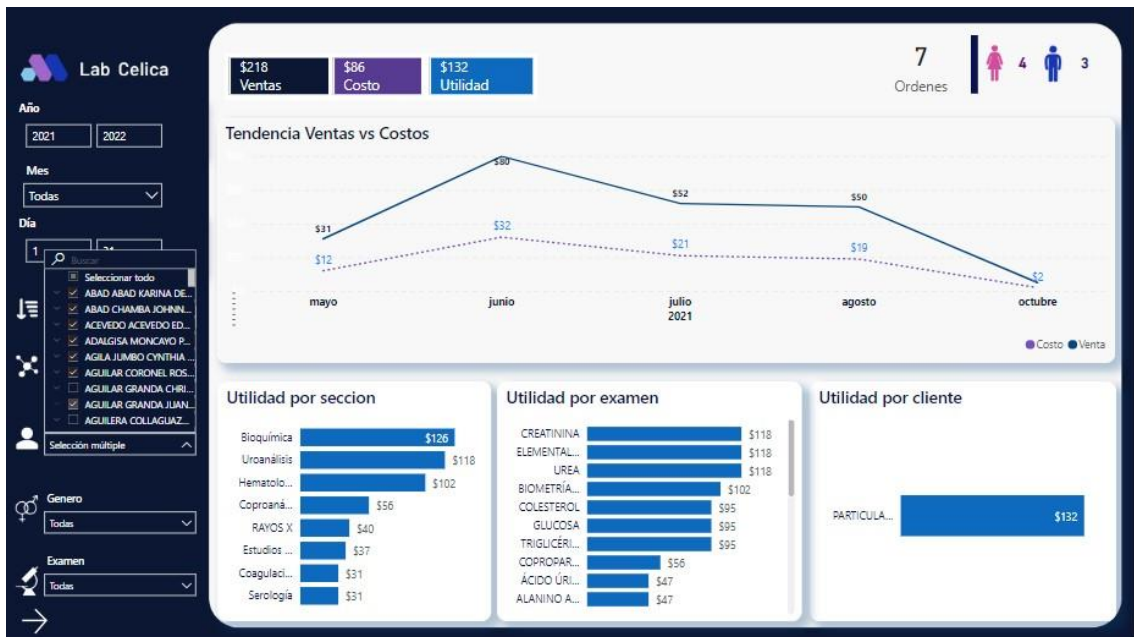 Lab Celica
Año
2021 2022
Mes
Todas
Día
1 31
Buscar
Seleccionar todo
ABAD ABAD KARINA DE...
ABAD CHAMBA JOHNN...
ACEVEDO ACEVEDO ED...
ADALGISA MONCAYO P...
AGILA JUMBO CYNTHIA ...
AGUILAR CORONEL ROS...
AGUILAR GRANDA CHRI...
AGUILAR GRANDA JUAN...
AGUILERA COLLAGUAZ...
Selección múltiple
Genero
Todas
Examen
Todas
$218 $86 $132
Ventas Costo Utilidad
7
Ordenes
4 3
Tendencia Ventas vs Costos
$31 $80 $52 $50
$12 $32 $21 $19 $2
mayo junio julio agosto octubre
2021
Costo Venta
Utilidad por seccion
Bioquímica $126
Uroanálisis $118
Hematolo... $102
Coproaná... $56
RAYOS X $40
Estudios ... $37
Coagulaci... $31
Serología $31
Utilidad por examen
CREATININA $118
ELEMENTAL... $118
UREA $118
BIOMETRÍA... $102
COLESTEROL $95
GLUCOSA $95
TRIGLICÉRI... $95
COPROPAR... $56
ÁCIDO ÚRI... $47
ALANINO A... $47
Utilidad por cliente
PARTICULA... $132